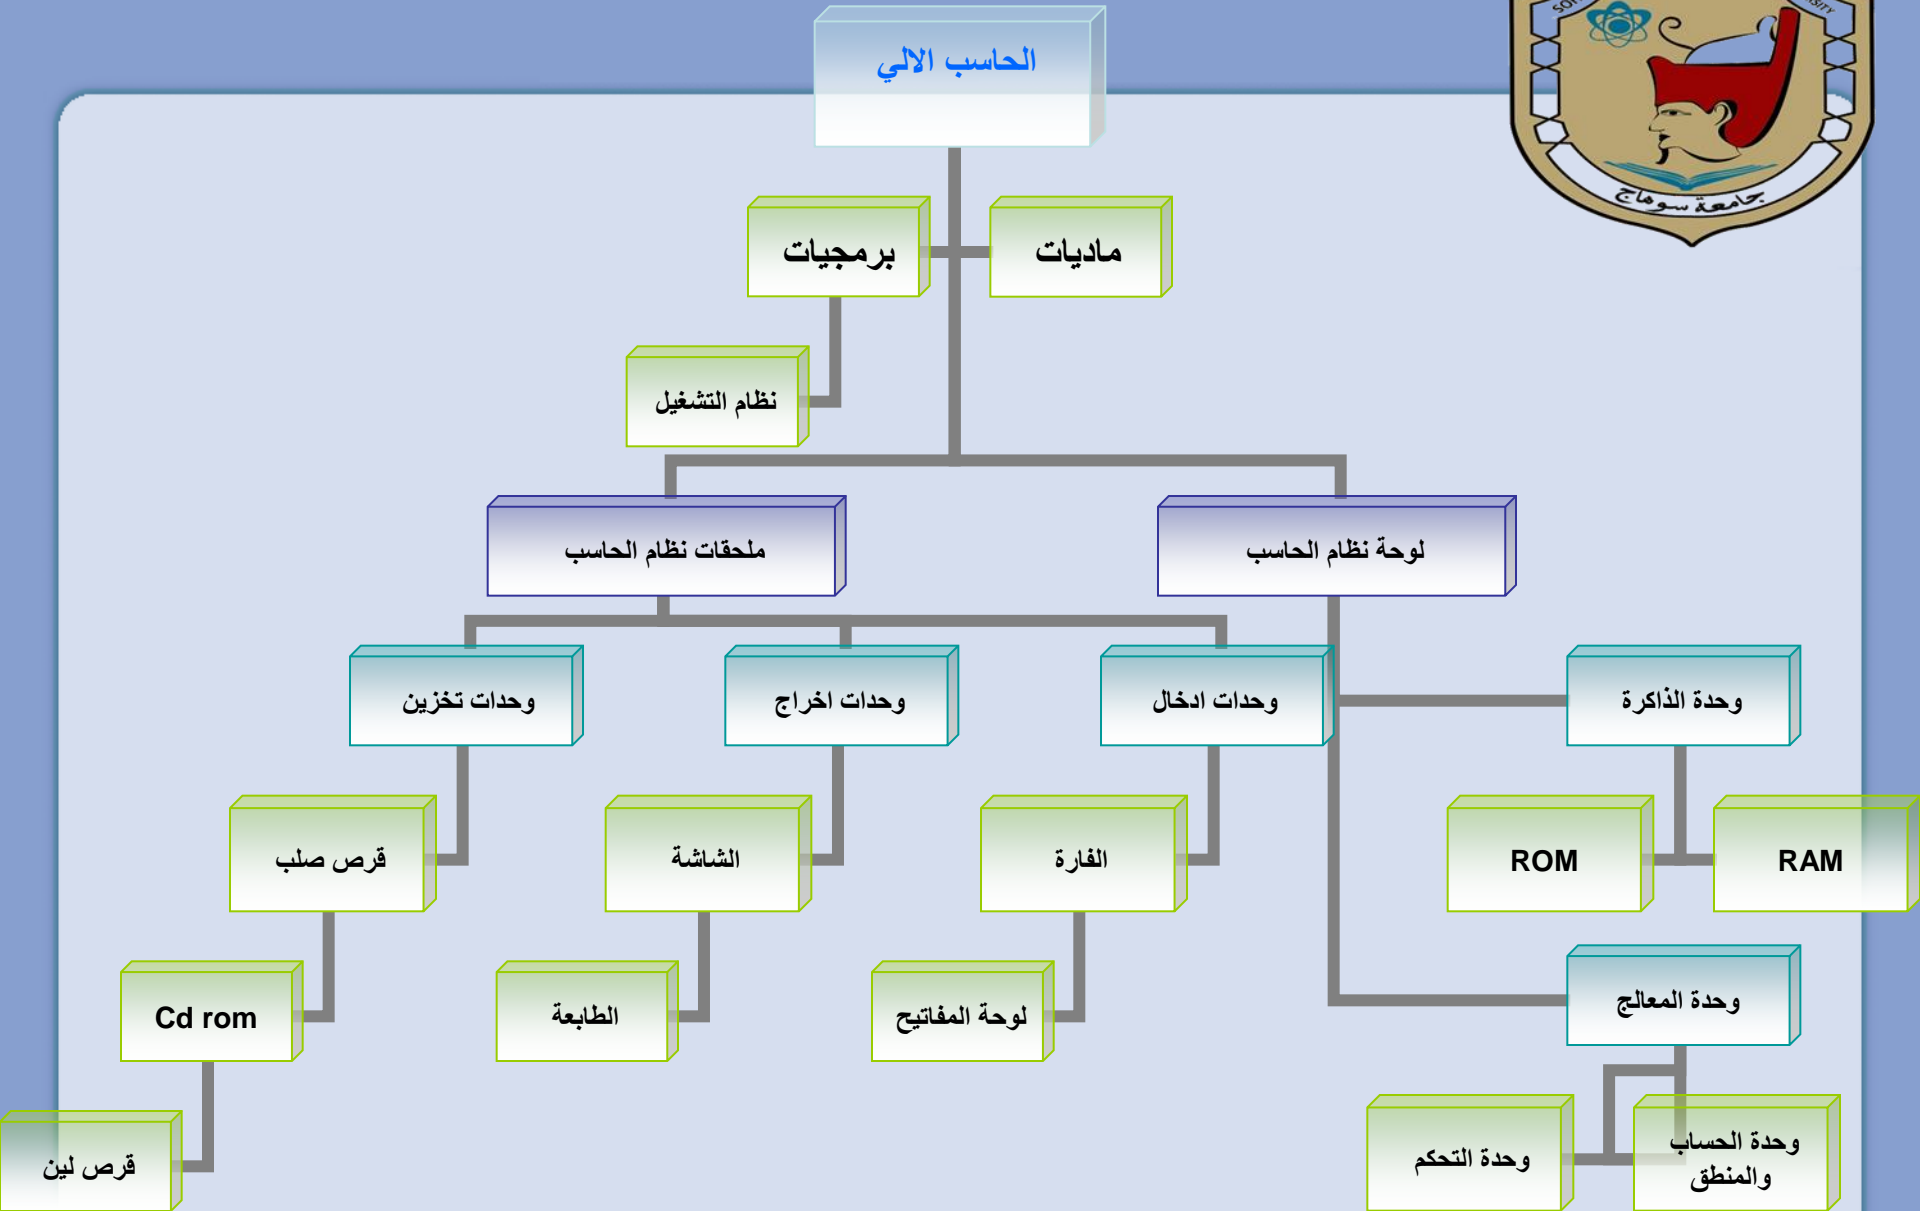 الحاسب الالي
جامعة سوهاج
ماديات
برمجيات
نظام التشغيل
لوحة نظام الحاسب
ملحقات نظام الحاسب
وحدة الذاكرة
وحدات ادخال
وحدات اخراج
وحدات تخزين
RAM
ROM
الفارة
الشاشة
قرص صلب
وحدة المعالج
لوحة المفاتيح
الطابعة
Cd rom
وحدة الحساب
والمنطق
وحدة التحكم
قرص لين